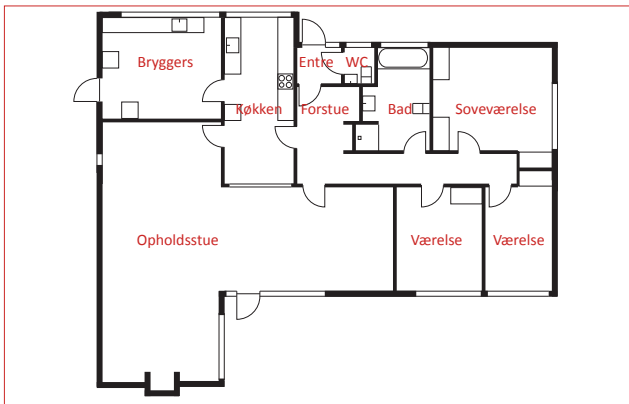 Bryggers
Entre
WC
Køkken
Forstue
Bad
Soveværelse
Opholdsstue
Værelse
Værelse